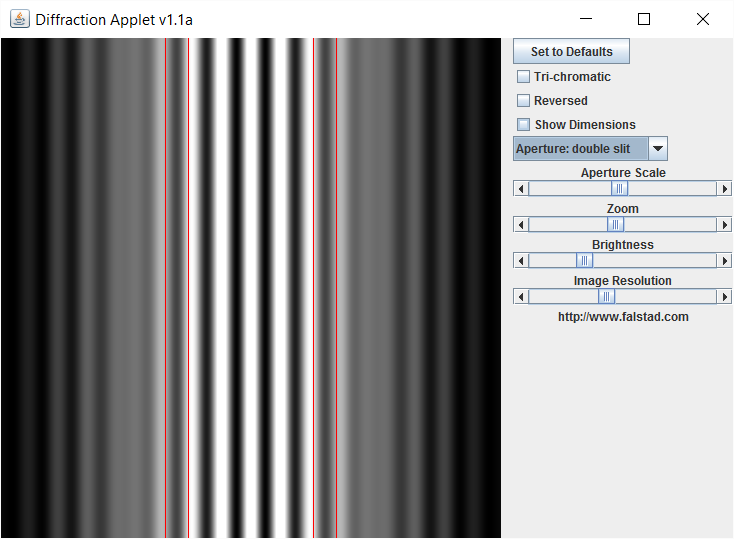 Diffraction Applet v1.1a
Set to Defaults
Tri-chromatic
Reversed
Show Dimensions
Aperture: double slit
Aperture Scale
Zoom
Brightness
Image Resolution
http://www.falstad.com